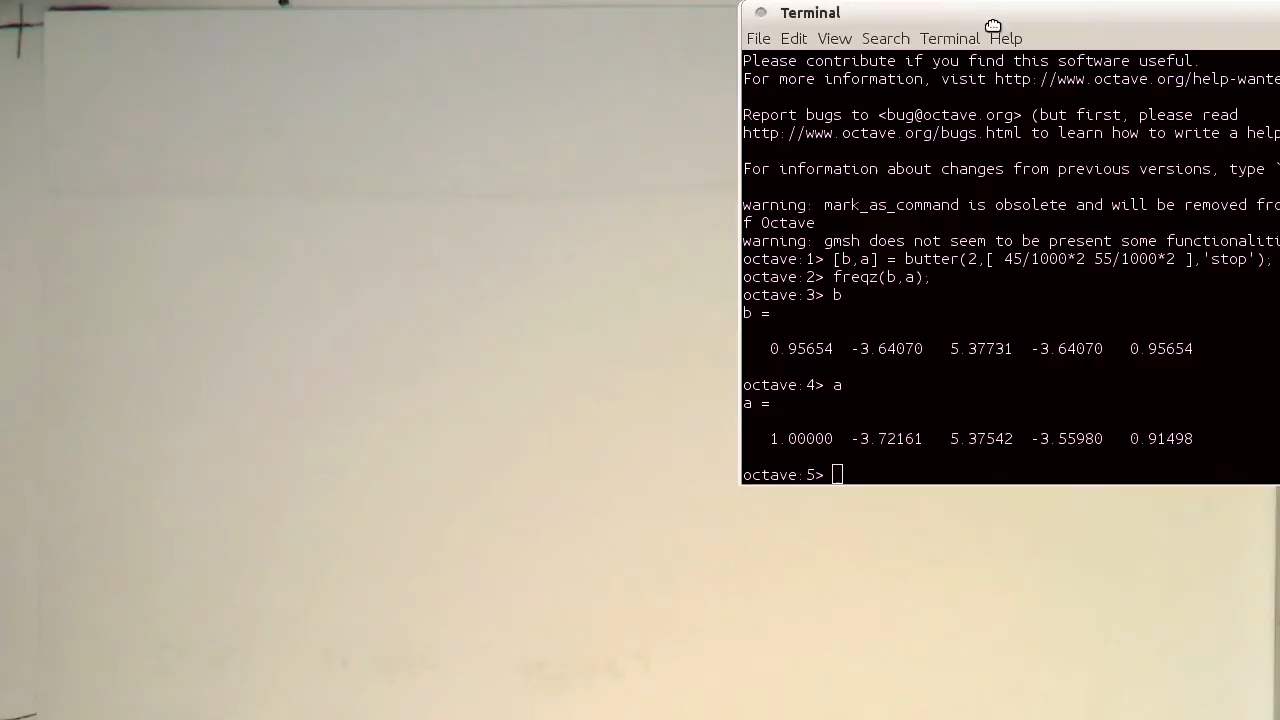 Terminal
File Edit View Search Terminal Help
Please contribute if you find this software useful.
For more information, visit http://www.octave.org/help-wante
Report bugs to <bug@octave.org> (but first, please read
http://www.octave.org/bugs.html to learn how to write a help
For information about changes from previous versions, type `
warning: mark_as_command is obsolete and will be removed fro
f Octave
warning: gmsh does not seem to be present some functionaliti
octave:1> [b,a] = butter(2,[ 45/1000*2 55/1000*2 ],'stop');
octave:2> freqz(b,a);
octave:3> b
b =
0.95654 -3.64070 5.37731 -3.64070 0.95654
octave:4> a
a =
1.00000 -3.72161 5.37542 -3.55980 0.91498
octave:5>